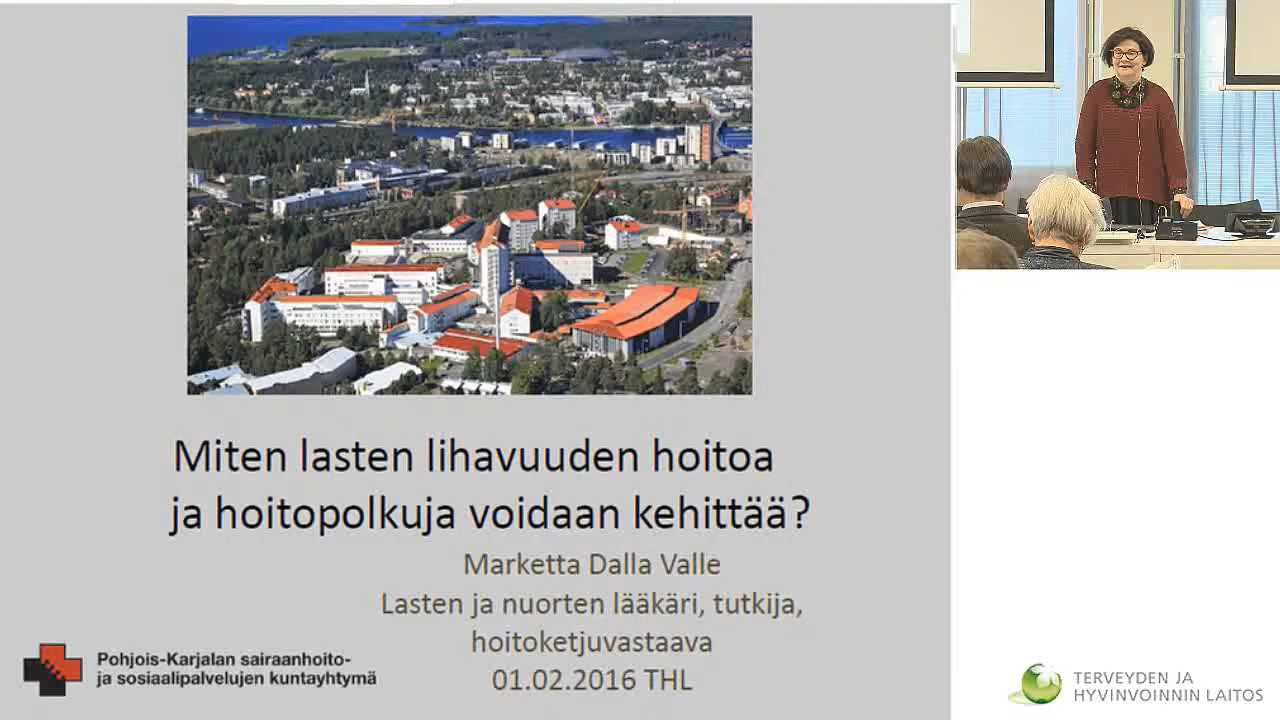 Miten lasten lihavuuden hoitoa
ja hoitopolkuja voidaan kehittää?
Marketta Dalla Valle
Lasten ja nuorten lääkäri, tutkija,
hoitoketjuvastaava
01.02.2016 THL
Pohjois-Karjalan sairaanhoito-
ja sosiaalipalvelujen kuntayhtymä
TERVEYDEN JA
HYVINVOINNIN LAITOS